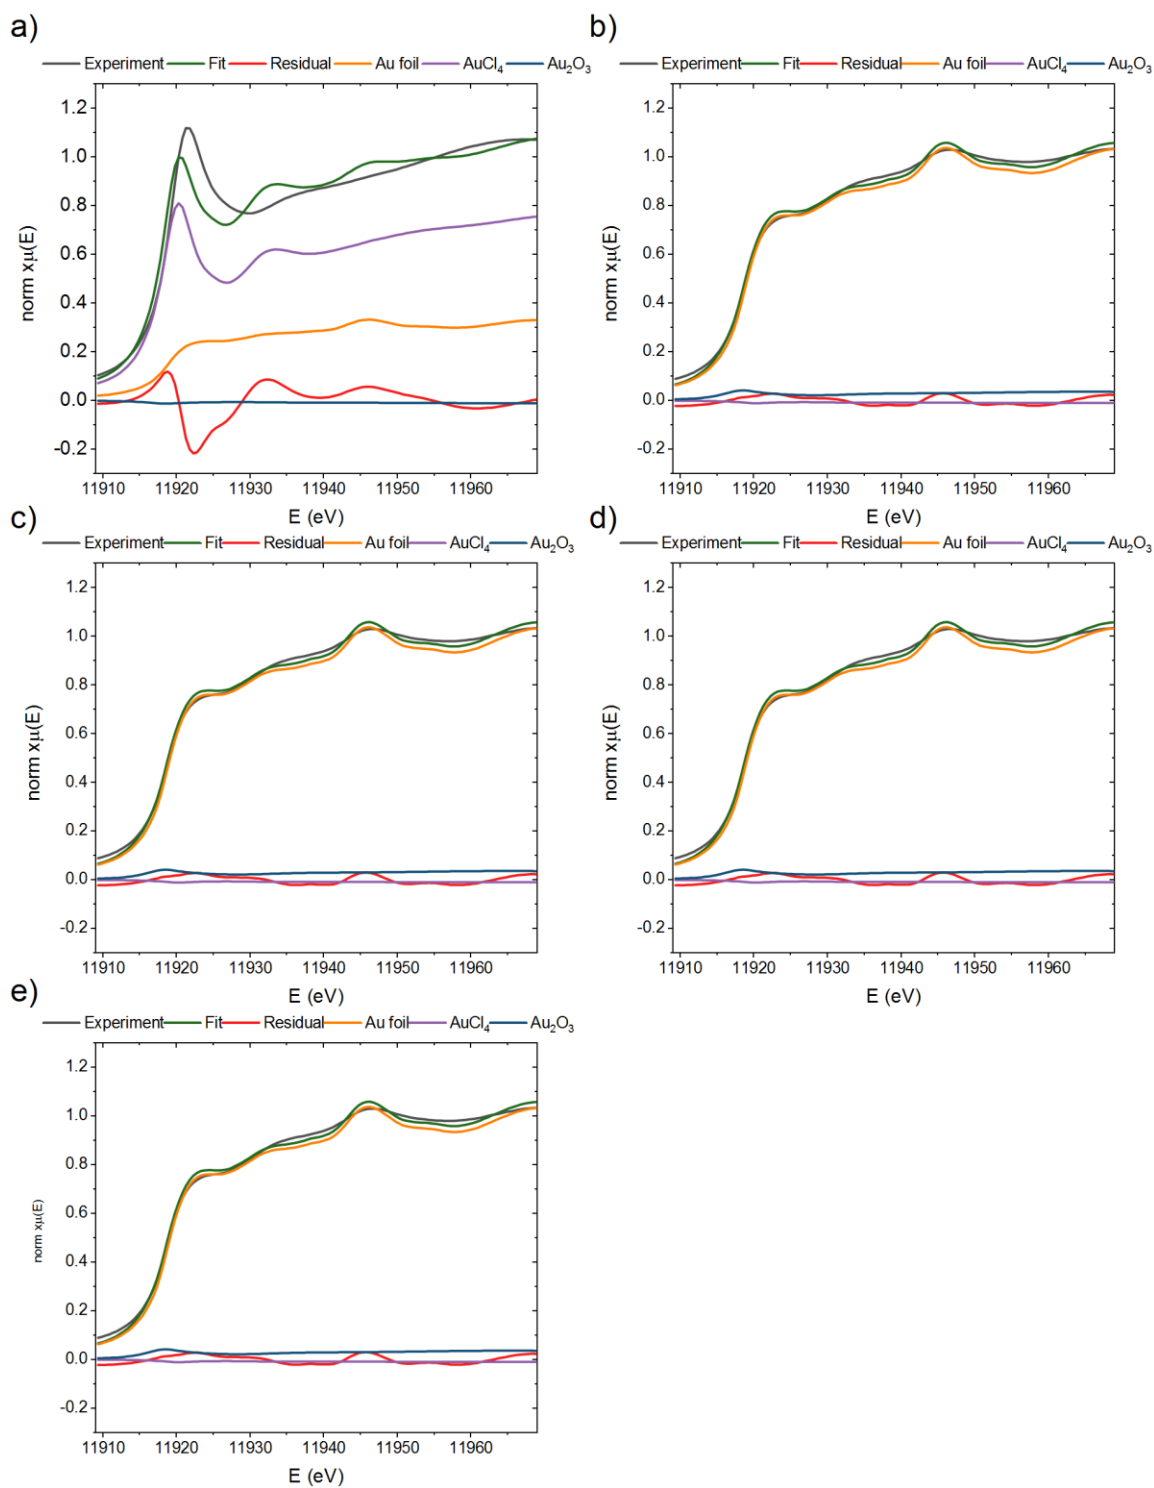 a)
Experiment Fit Residual Au foil AuCl₄ Au₂O₃
1.2
1.0
0.8
0.6
0.4
0.2
0.0
-0.2
norm xμ(E)
11910 11920 11930 11940 11950 11960
E (eV)
b)
Experiment Fit Residual Au foil AuCl₄ Au₂O₃
1.2
1.0
0.8
0.6
0.4
0.2
0.0
-0.2
norm xμ(E)
11910 11920 11930 11940 11950 11960
E (eV)
c)
Experiment Fit Residual Au foil AuCl₄ Au₂O₃
1.2
1.0
0.8
0.6
0.4
0.2
0.0
-0.2
norm xμ(E)
11910 11920 11930 11940 11950 11960
E (eV)
d)
Experiment Fit Residual Au foil AuCl₄ Au₂O₃
1.2
1.0
0.8
0.6
0.4
0.2
0.0
-0.2
norm xμ(E)
11910 11920 11930 11940 11950 11960
E (eV)
e)
Experiment Fit Residual Au foil AuCl₄ Au₂O₃
1.2
1.0
0.8
0.6
0.4
0.2
0.0
-0.2
norm xμ(E)
11910 11920 11930 11940 11950 11960
E (eV)